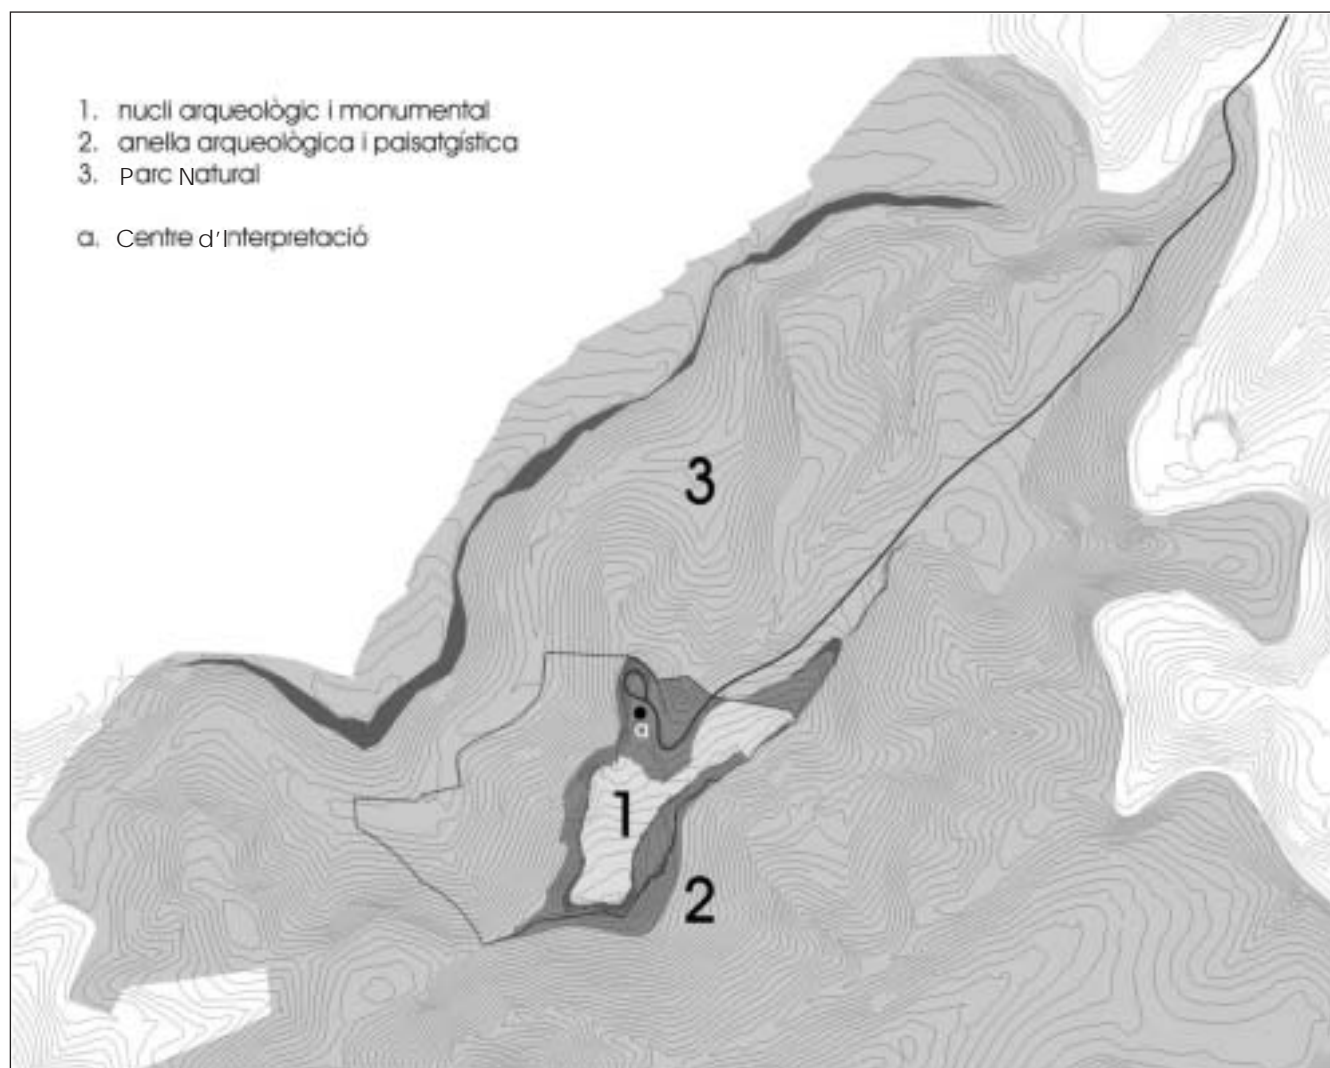 1. nucli arqueològic i monumental
2. anella arqueològica i paisatgística
3. Parc Natural
a. Centre d'Interpretació
3
a
1
2